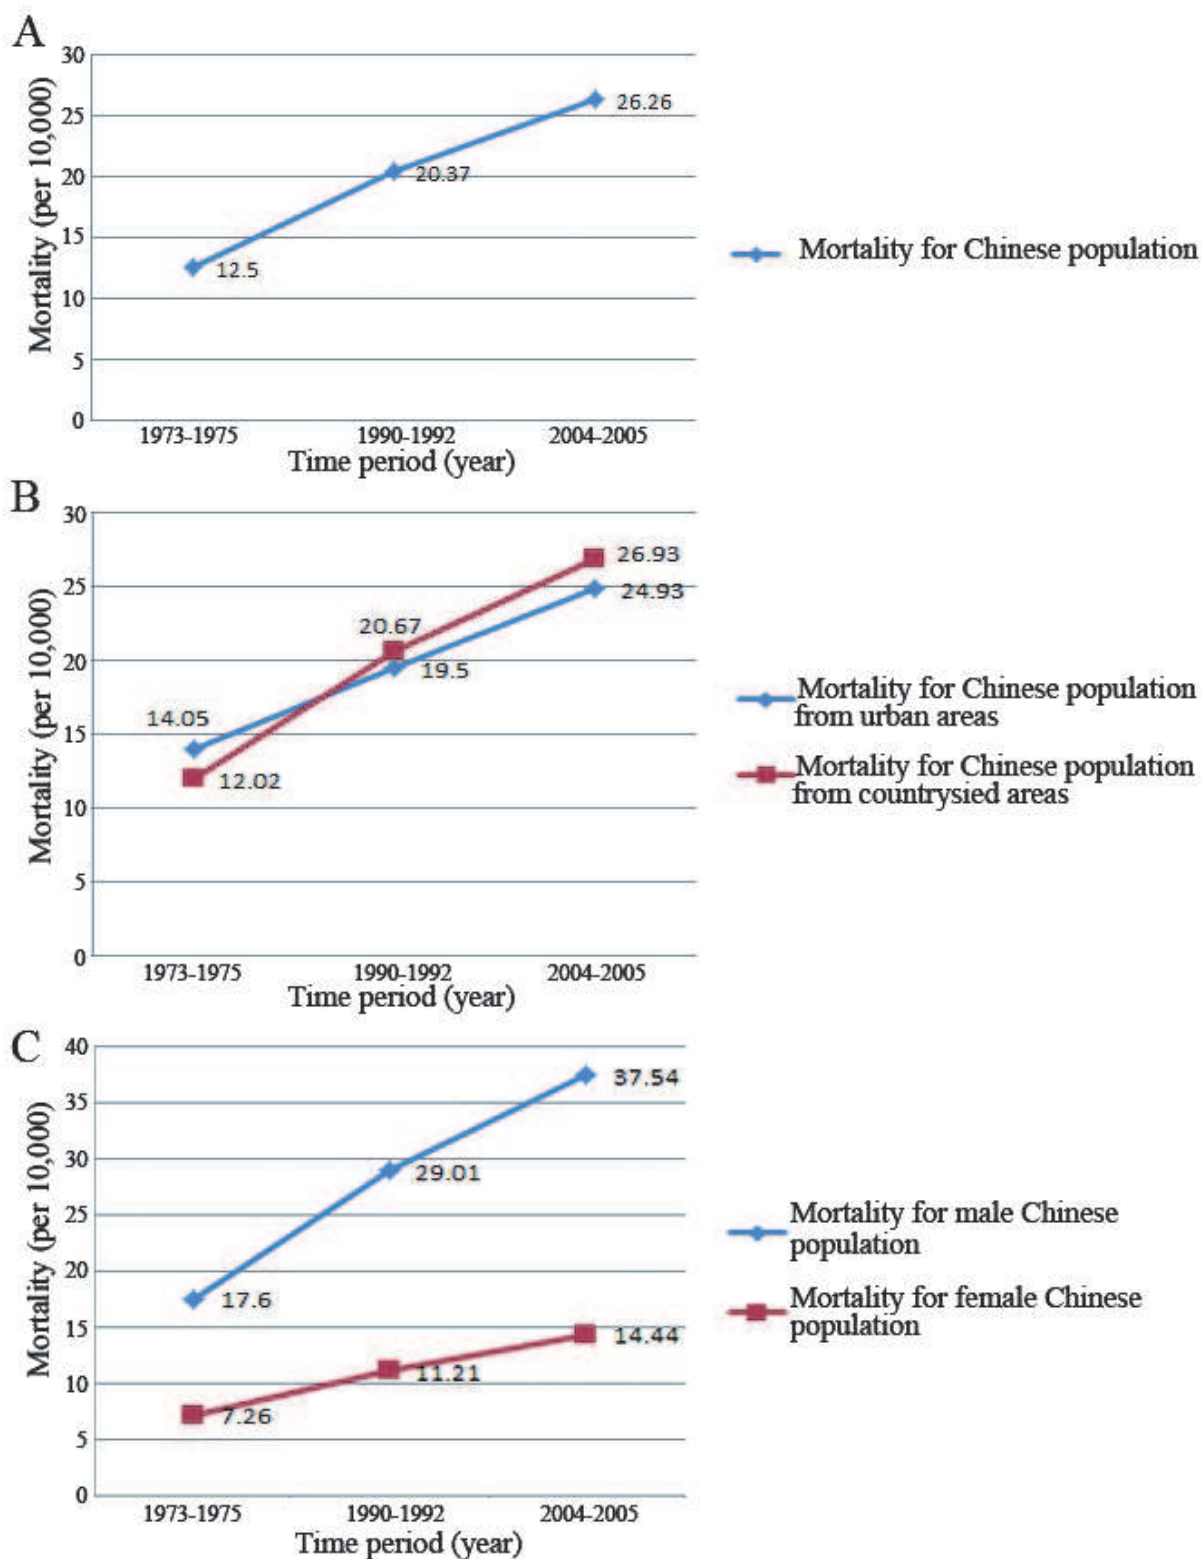 A
30
25
20
15
10
5
0
Mortality (per 10,000)
26.26
20.37
12.5
1973-1975
1990-1992
2004-2005
Time period (year)
Mortality for Chinese population
B
30
25
20
15
10
5
0
Mortality (per 10,000)
26.93
24.93
20.67
19.5
14.05
12.02
1973-1975
1990-1992
2004-2005
Time period (year)
Mortality for Chinese population
from urban areas
Mortality for Chinese population
from countrysied areas
C
40
35
30
25
20
15
10
5
0
Mortality (per 10,000)
37.54
29.01
17.6
14.44
11.21
7.26
1973-1975
1990-1992
2004-2005
Time period (year)
Mortality for male Chinese
population
Mortality for female Chinese
population